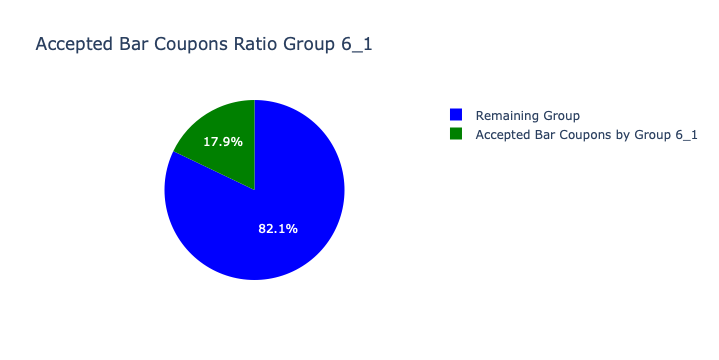 Accepted Bar Coupons Ratio Group 6_1
Remaining Group
Accepted Bar Coupons by Group 6_1
17.9%
82.1%